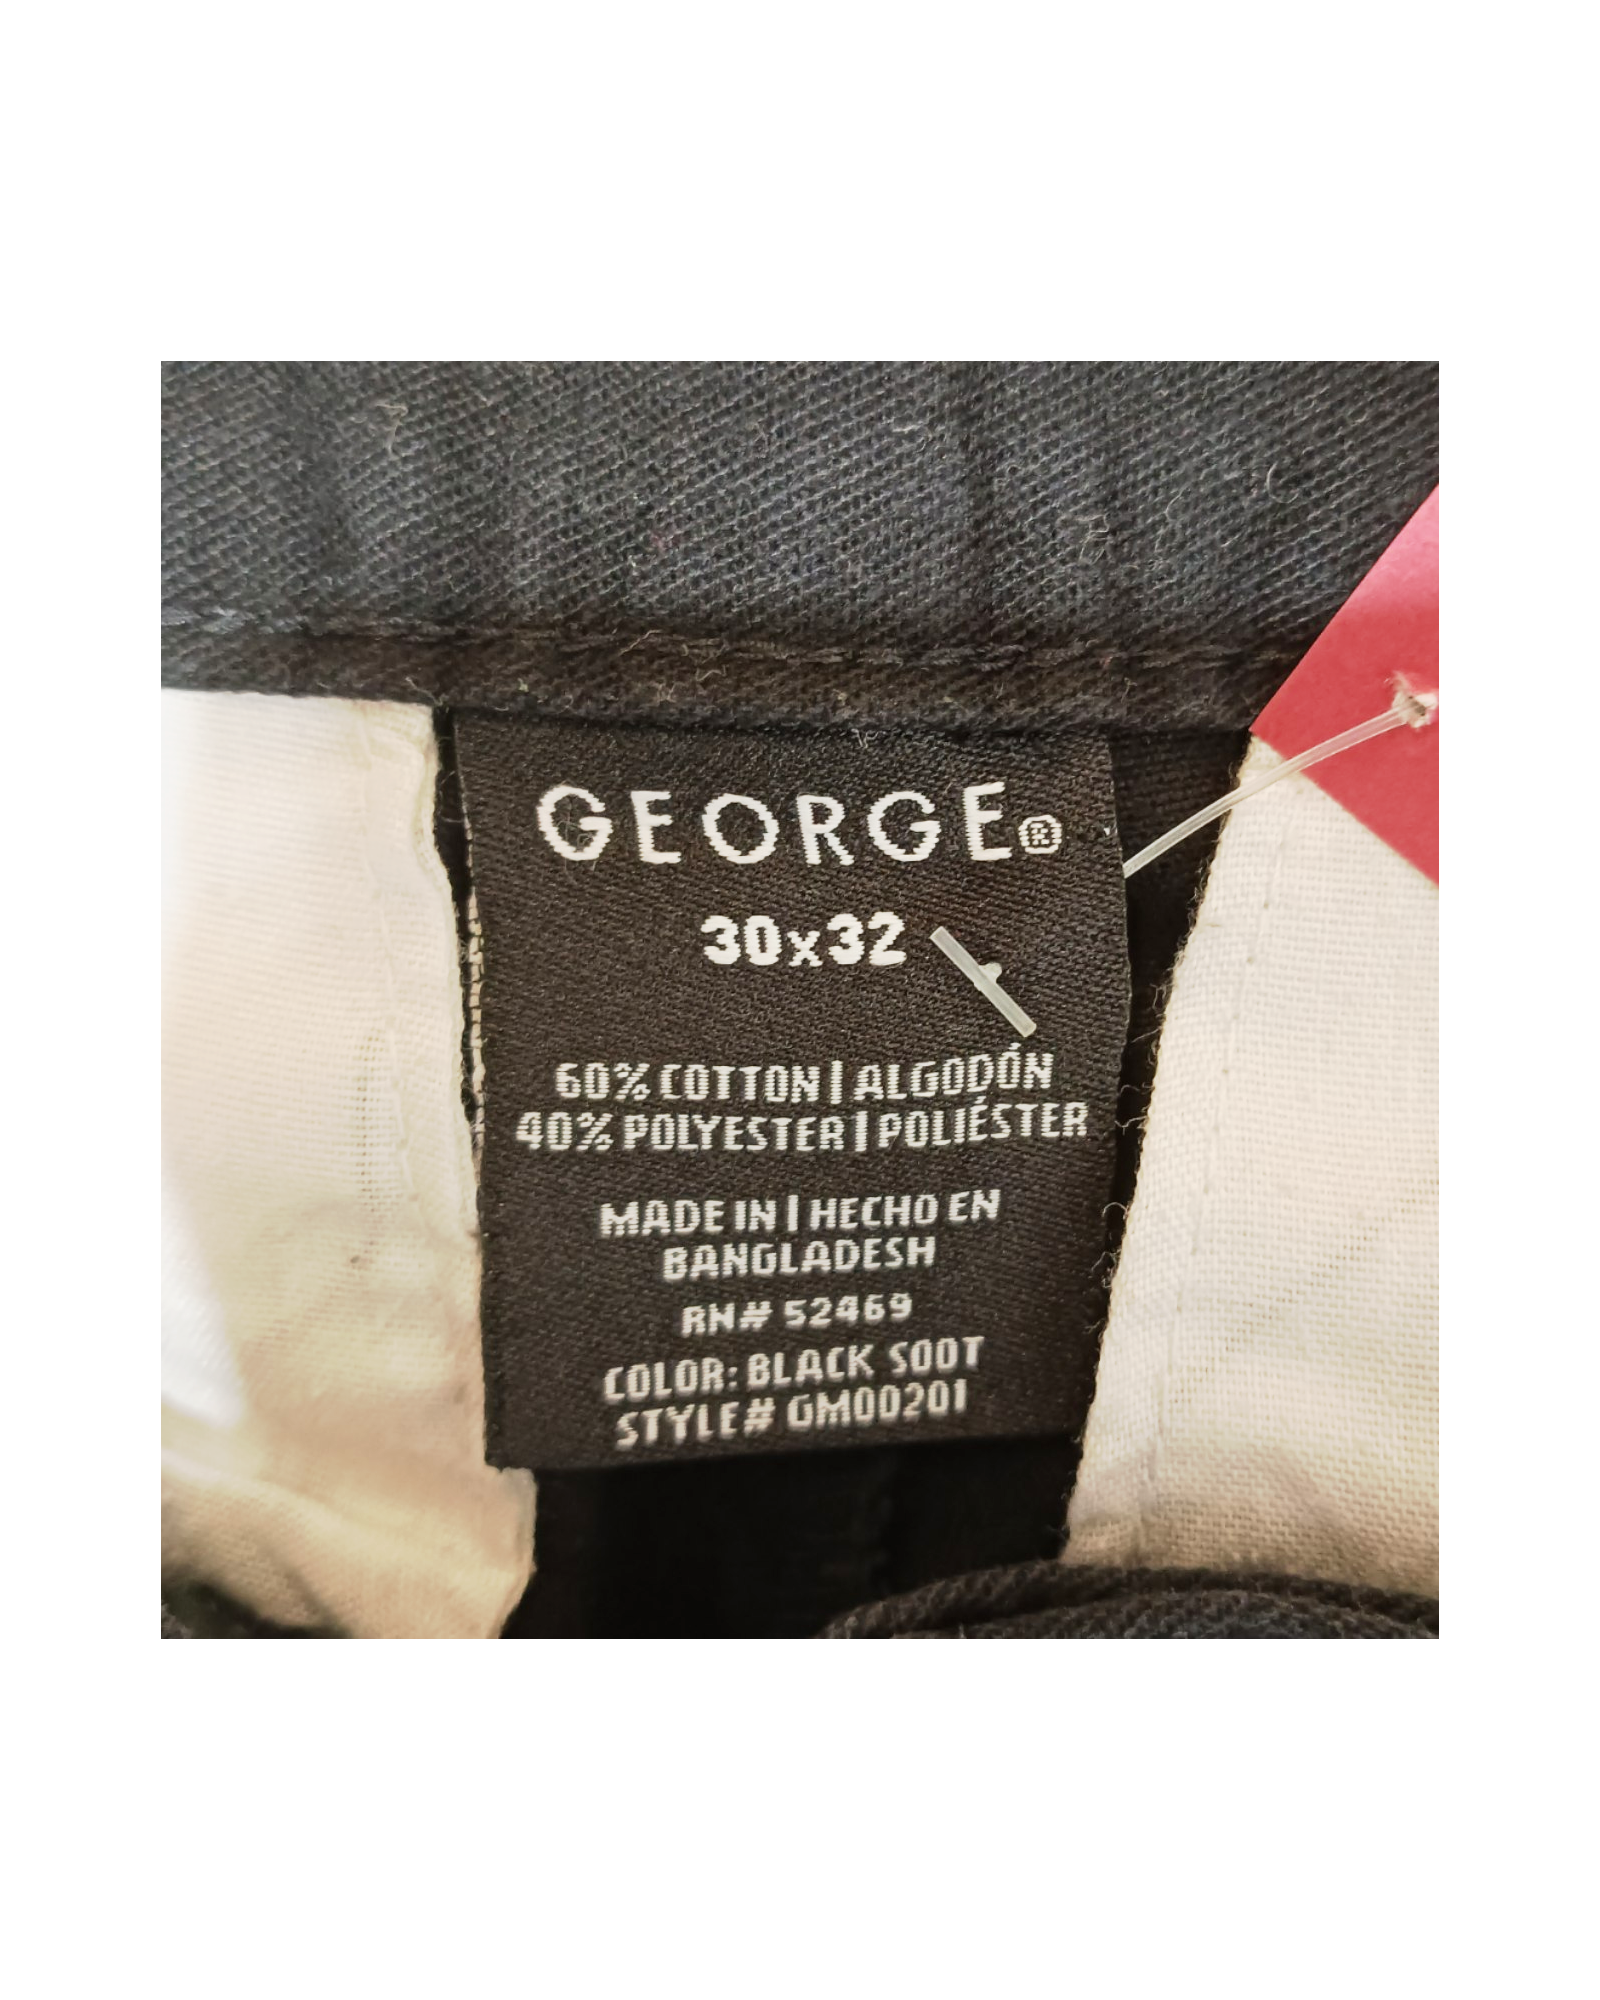 GEORGE®
30x32
60% COTTON | ALGODÓN
40% POLYESTER | POLIÉSTER
MADE IN | HECHO EN
BANGLADESH
RN# 52469
COLOR: BLACK SOOT
STYLE# GM00201